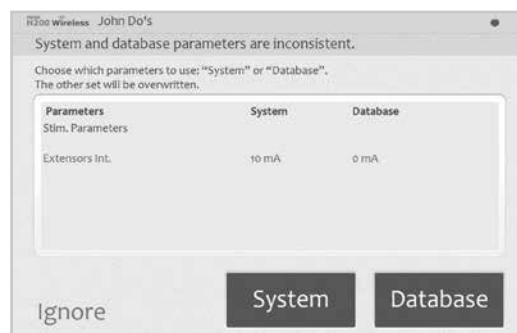 H200 Wireless John Do's
System and database parameters are inconsistent.
Choose which parameters to use: "System" or "Database".
The other set will be overwritten.
Parameters System Database
Stim. Parameters
Extensors Int. 10 mA 0 mA
Ignore System Database